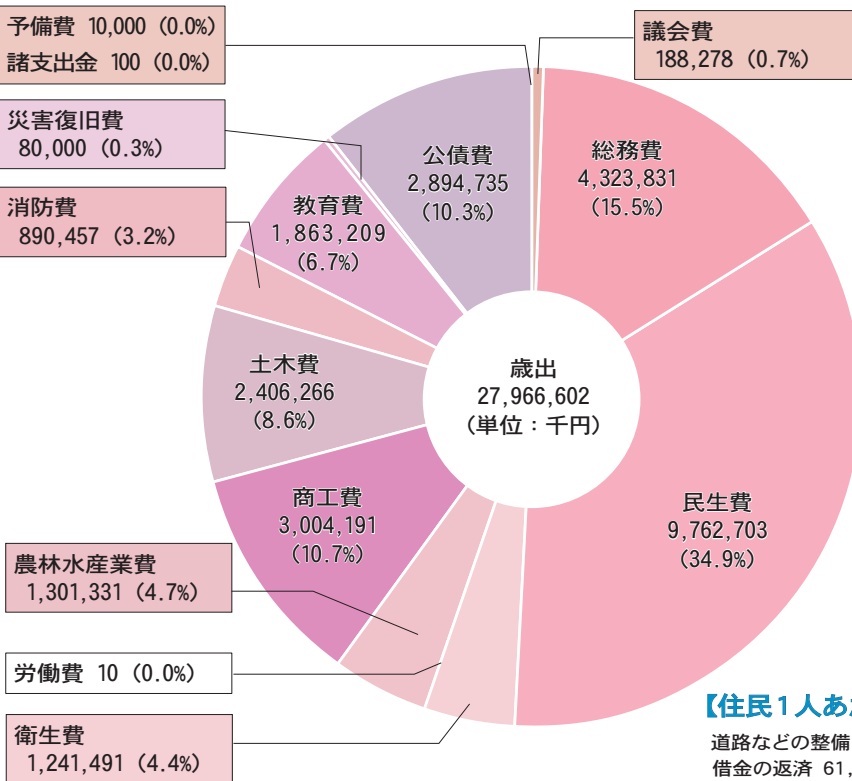 予備費 10,000 (0.0%)
諸支出金 100 (0.0%)
議会費
188,278 (0.7%)
災害復旧費
80,000 (0.3%)
消防費
890,457 (3.2%)
公債費
2,894,735
(10.3%)
総務費
4,323,831
(15.5%)
教育費
1,863,209
(6.7%)
土木費
2,406,266
(8.6%)
歳出
27,966,602
(単位：千円)
商工費
3,004,191
(10.7%)
民生費
9,762,703
(34.9%)
農林水産業費
1,301,331 (4.7%)
労働費 10 (0.0%)
衛生費
1,241,491 (4.4%)
【住民1人あ
道路などの整備
借金の返済 61,